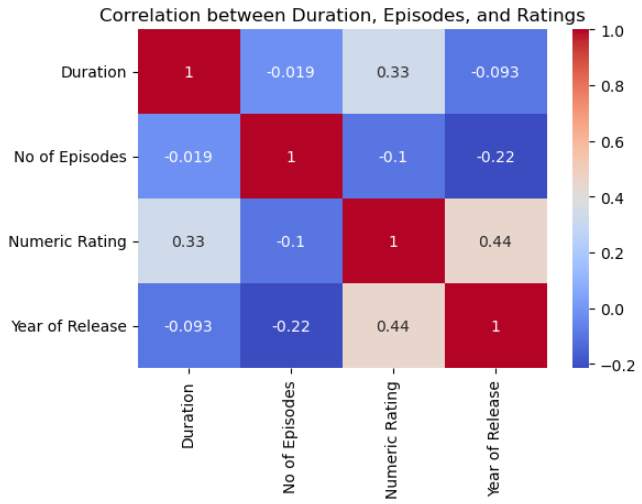 Correlation between Duration, Episodes, and Ratings
Duration 1 -0.019 0.33 -0.093
No of Episodes -0.019 1 -0.1 -0.22
Numeric Rating 0.33 -0.1 1 0.44
Year of Release -0.093 -0.22 0.44 1
Duration
No of Episodes
Numeric Rating
Year of Release
1.0
0.8
0.6
0.4
0.2
0.0
−0.2